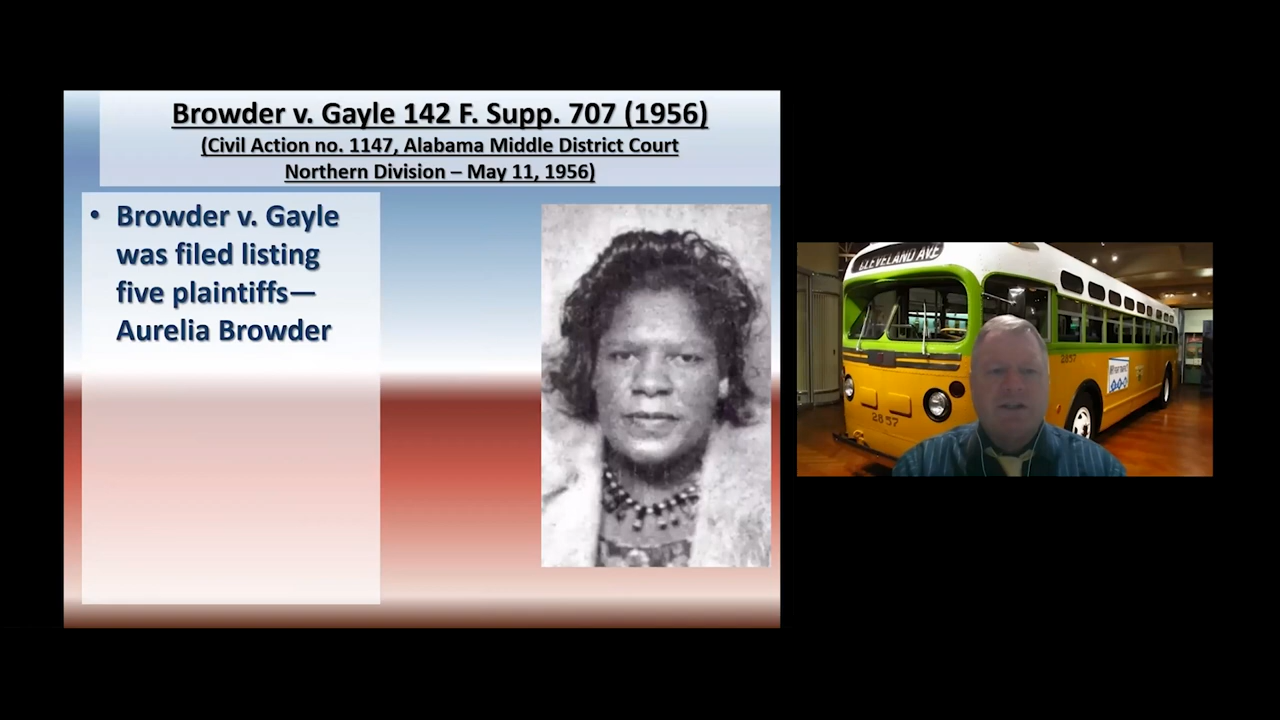 Browder v. Gayle 142 F. Supp. 707 (1956)
(Civil Action no. 1147, Alabama Middle District Court
Northern Division – May 11, 1956)
• Browder v. Gayle
was filed listing
five plaintiffs—
Aurelia Browder
CLEVELAND AVE
2857
2857